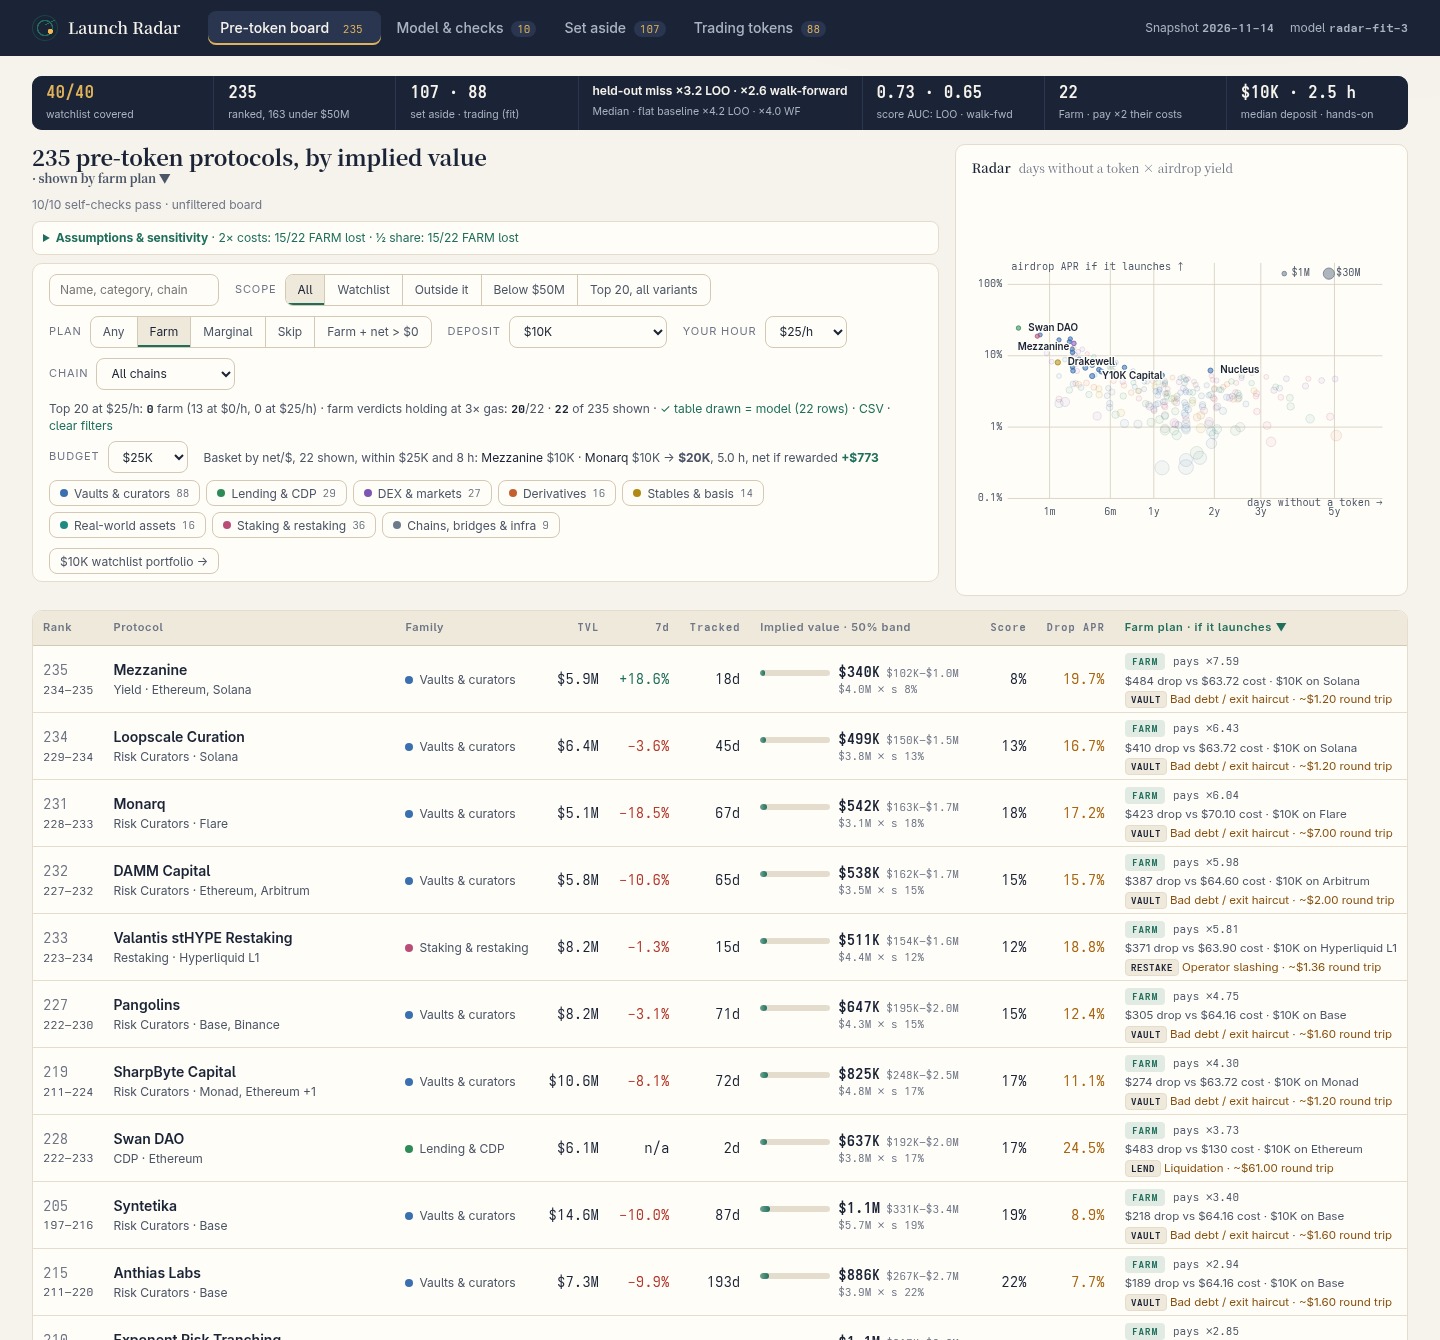 Launch Radar
Pre-token board 235
Model & checks 10
Set aside 107
Trading tokens 88
Snapshot 2026-11-14 model radar-fit-3
40/40
watchlist covered
235
ranked, 163 under $50M
107 · 88
set aside · trading (fit)
held-out miss ×3.2 LOO · ×2.6 walk-forward
Median · flat baseline ×4.2 LOO · ×4.0 WF
0.73 · 0.65
score AUC: LOO · walk-fwd
22
Farm · pay ×2 their costs
$10K · 2.5 h
median deposit · hands-on
235 pre-token protocols, by implied value
· shown by farm plan ▼
10/10 self-checks pass · unfiltered board
▶ Assumptions & sensitivity · 2× costs: 15/22 FARM lost · ½ share: 15/22 FARM lost
Name, category, chain SCOPE All Watchlist Outside it Below $50M Top 20, all variants
PLAN Any Farm Marginal Skip Farm + net > $0 DEPOSIT $10K YOUR HOUR $25/h
CHAIN All chains
Top 20 at $25/h: 0 farm (13 at $0/h, 0 at $25/h) · farm verdicts holding at 3× gas: 20/22 · 22 of 235 shown · ✓ table drawn = model (22 rows) · CSV ·
clear filters
BUDGET $25K Basket by net/$, 22 shown, within $25K and 8 h: Mezzanine $10K · Monarq $10K → $20K, 5.0 h, net if rewarded +$773
Vaults & curators 88 Lending & CDP 29 DEX & markets 27 Derivatives 16 Stables & basis 14
Real-world assets 16 Staking & restaking 36 Chains, bridges & infra 9
$10K watchlist portfolio →
Radar days without a token × airdrop yield
airdrop APR if it launches ↑
$1M $30M
100%
Swan DAO
Mezzanine
10%
Drakewell
Y10K Capital
Nucleus
1%
0.1%
days without a token →
1m 6m 1y 2y 3y 5y
Rank Protocol Family TVL 7d Tracked Implied value · 50% band Score Drop APR Farm plan · if it launches ▼
235 Mezzanine Vaults & curators $5.9M +18.6% 18d $340K $102K–$1.0M 8% 19.7% FARM pays ×7.59
234–235 Yield · Ethereum, Solana $4.0M × s 8% $484 drop vs $63.72 cost · $10K on Solana
VAULT Bad debt / exit haircut · ~$1.20 round trip
234 Loopscale Curation Vaults & curators $6.4M −3.6% 45d $499K $150K–$1.5M 13% 16.7% FARM pays ×6.43
229–234 Risk Curators · Solana $3.8M × s 13% $410 drop vs $63.72 cost · $10K on Solana
VAULT Bad debt / exit haircut · ~$1.20 round trip
231 Monarq Vaults & curators $5.1M −18.5% 67d $542K $163K–$1.7M 18% 17.2% FARM pays ×6.04
228–233 Risk Curators · Flare $3.1M × s 18% $423 drop vs $70.10 cost · $10K on Flare
VAULT Bad debt / exit haircut · ~$7.00 round trip
232 DAMM Capital Vaults & curators $5.8M −10.6% 65d $538K $162K–$1.7M 15% 15.7% FARM pays ×5.98
227–232 Risk Curators · Ethereum, Arbitrum $3.5M × s 15% $387 drop vs $64.60 cost · $10K on Arbitrum
VAULT Bad debt / exit haircut · ~$2.00 round trip
233 Valantis stHYPE Restaking Staking & restaking $8.2M −1.3% 15d $511K $154K–$1.6M 12% 18.8% FARM pays ×5.81
223–234 Restaking · Hyperliquid L1 $4.4M × s 12% $371 drop vs $63.90 cost · $10K on Hyperliquid L1
RESTAKE Operator slashing · ~$1.36 round trip
227 Pangolins Vaults & curators $8.2M −3.1% 71d $647K $195K–$2.0M 15% 12.4% FARM pays ×4.75
222–230 Risk Curators · Base, Binance $4.3M × s 15% $305 drop vs $64.16 cost · $10K on Base
VAULT Bad debt / exit haircut · ~$1.60 round trip
219 SharpByte Capital Vaults & curators $10.6M −8.1% 72d $825K $248K–$2.5M 17% 11.1% FARM pays ×4.30
211–224 Risk Curators · Monad, Ethereum +1 $4.8M × s 17% $274 drop vs $63.72 cost · $10K on Monad
VAULT Bad debt / exit haircut · ~$1.20 round trip
228 Swan DAO Lending & CDP $6.1M n/a 2d $637K $192K–$2.0M 17% 24.5% FARM pays ×3.73
222–233 CDP · Ethereum $3.8M × s 17% $483 drop vs $130 cost · $10K on Ethereum
LEND Liquidation · ~$61.00 round trip
205 Syntetika Vaults & curators $14.6M −10.0% 87d $1.1M $331K–$3.4M 19% 8.9% FARM pays ×3.40
197–216 Risk Curators · Base $5.7M × s 19% $218 drop vs $64.16 cost · $10K on Base
VAULT Bad debt / exit haircut · ~$1.60 round trip
215 Anthias Labs Vaults & curators $7.3M −9.9% 193d $886K $267K–$2.7M 22% 7.7% FARM pays ×2.94
211–220 Risk Curators · Base $3.9M × s 22% $189 drop vs $64.16 cost · $10K on Base
VAULT Bad debt / exit haircut · ~$1.60 round trip
210 Exponent Risk Tranching FARM pays ×2.85